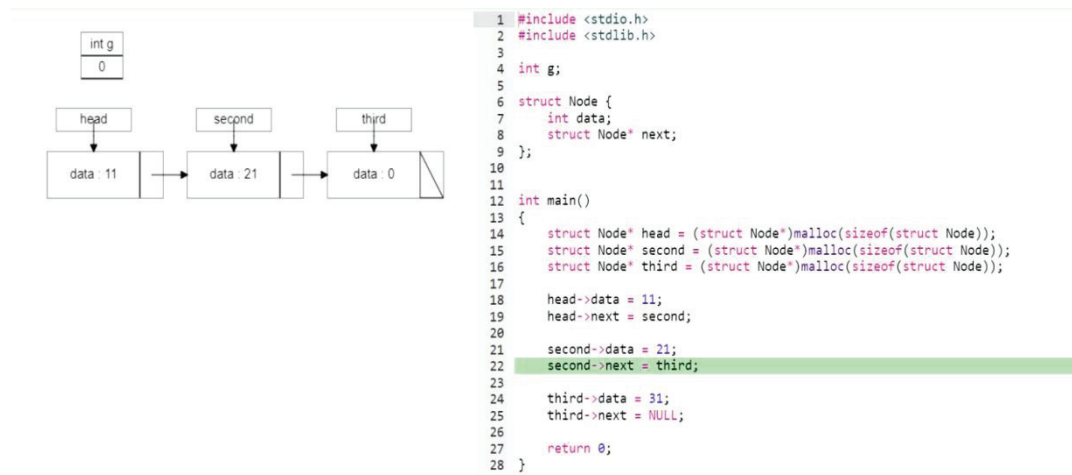 int g
0
head
second
third
data : 11
data : 21
data : 0
1 #include <stdio.h>
2 #include <stdlib.h>
3
4 int g;
5
6 struct Node {
7 int data;
8 struct Node* next;
9 };
10
11
12 int main()
13 {
14 struct Node* head = (struct Node*)malloc(sizeof(struct Node));
15 struct Node* second = (struct Node*)malloc(sizeof(struct Node));
16 struct Node* third = (struct Node*)malloc(sizeof(struct Node));
17
18 head->data = 11;
19 head->next = second;
20
21 second->data = 21;
22 second->next = third;
23
24 third->data = 31;
25 third->next = NULL;
26
27 return 0;
28 }